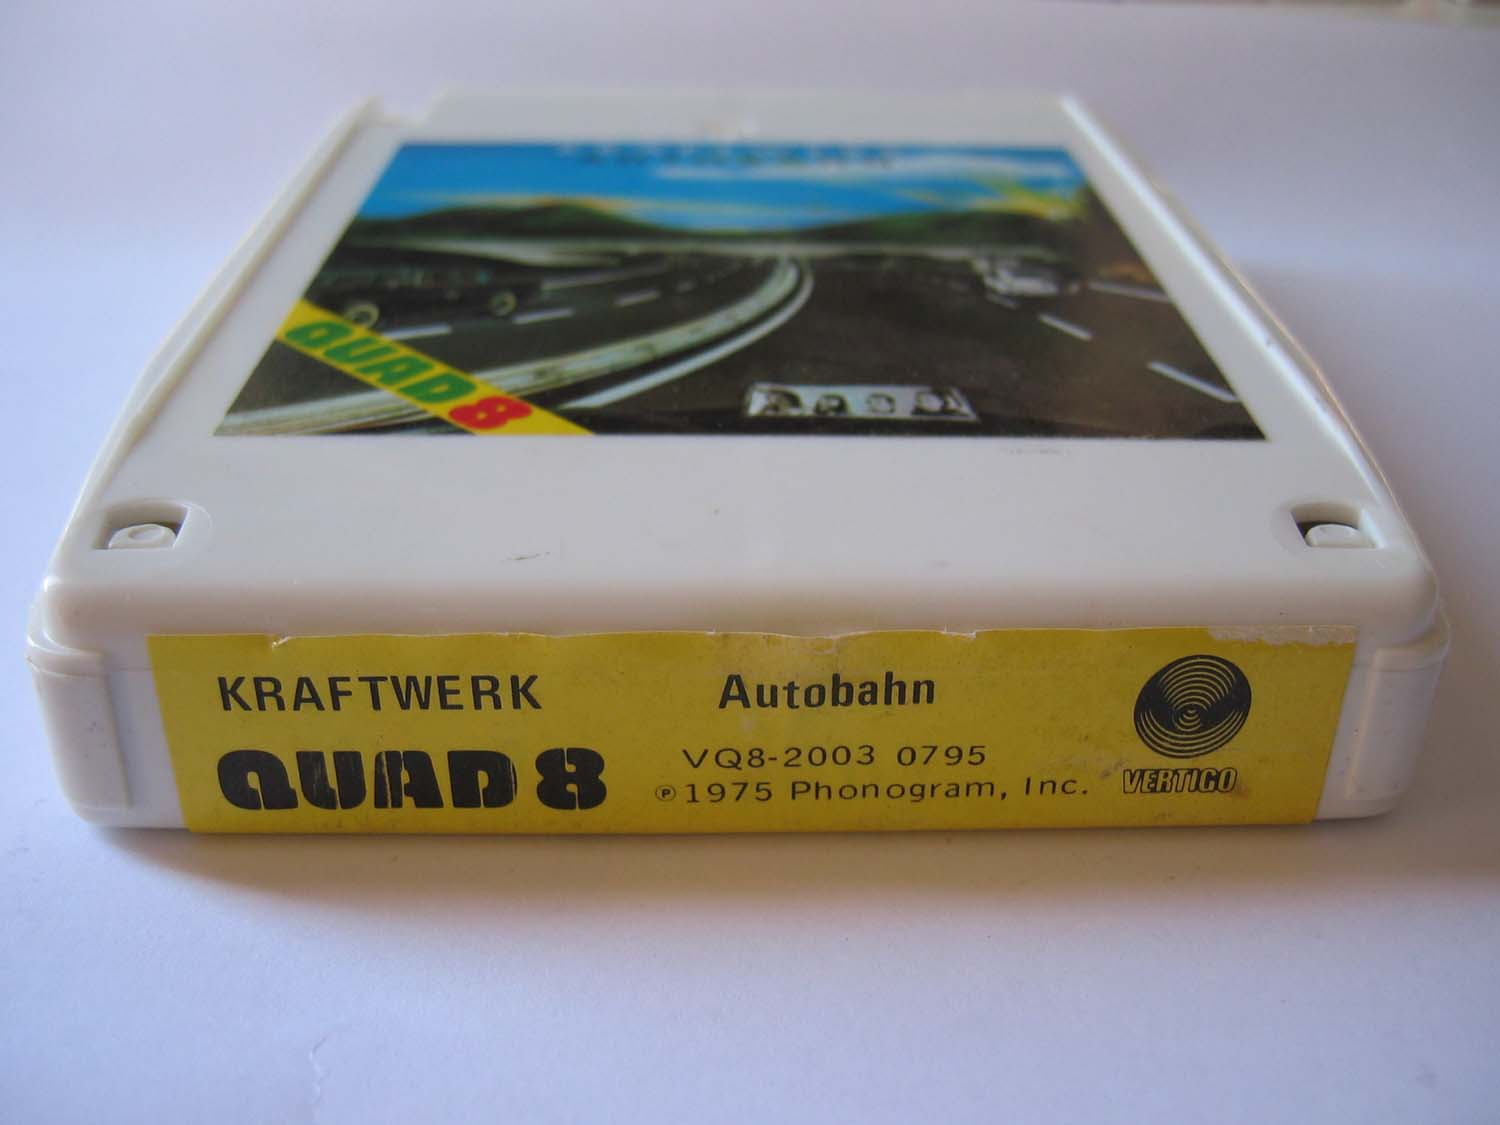 QUAD 8
KRAFTWERK
Autobahn
QUAD 8
VQ8-2003 0795
℗ 1975 Phonogram, Inc.
VERTIGO